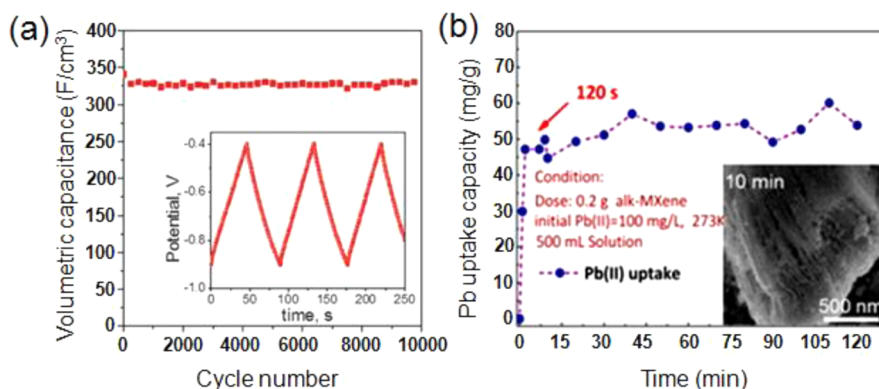 (a)
Volumetric capacitance (F/cm³)
400
350
300
250
200
150
100
50
0
0 2000 4000 6000 8000 10000
Cycle number
Potential, V
-0.4
-0.6
-0.8
-1.0
0 50 100 150 200 250
time, s
(b)
Pb uptake capacity (mg/g)
80
70
60
50
40
30
20
10
0
120 s
Condition:
Dose: 0.2 g alk-MXene
initial Pb(II)=100 mg/L, 273K
500 mL Solution
Pb(II) uptake
10 min
500 nm
0 15 30 45 60 75 90 105 120
Time (min)